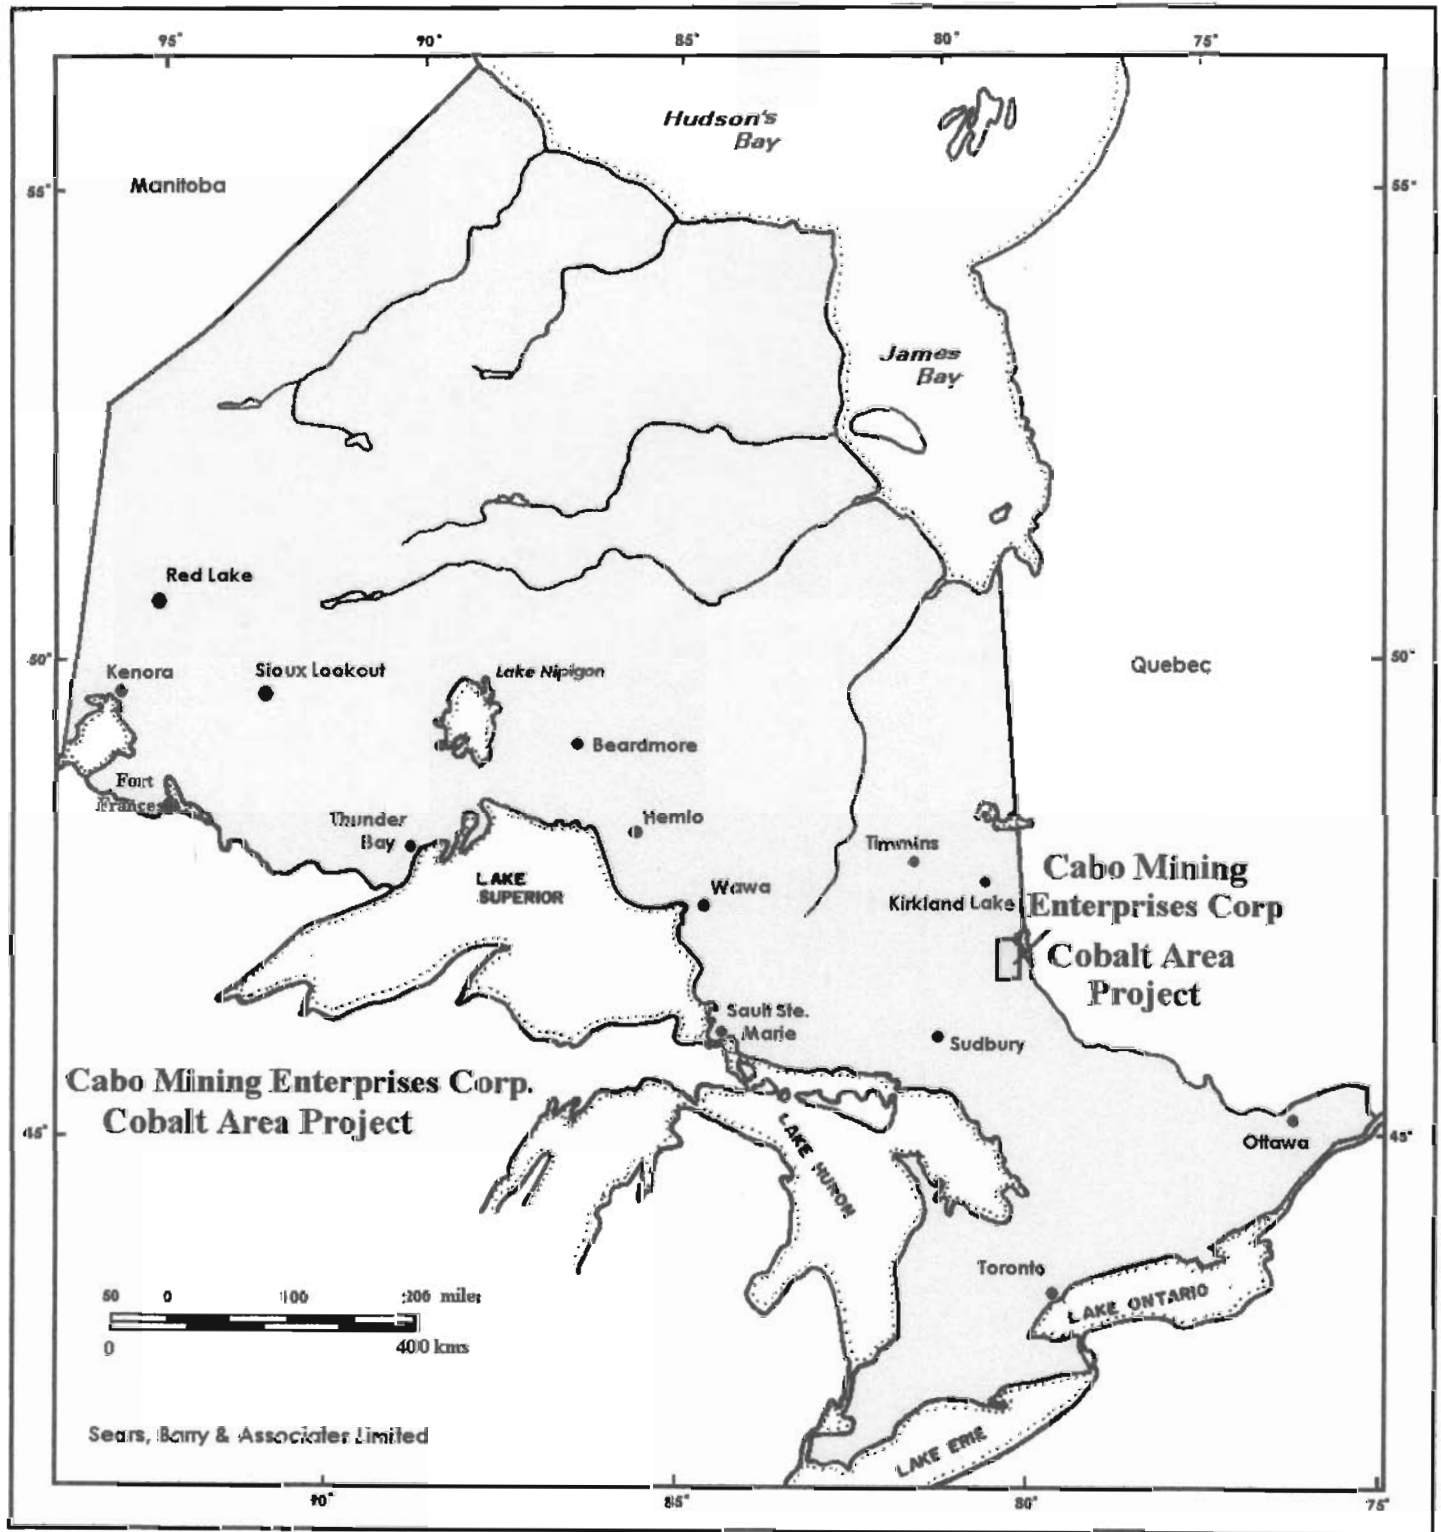 95° 90° 85° 80° 75°
Hudson's
Bay
55° Manitoba 55°
James
Bay
Red Lake
50° Kenora Sioux Lookout Lake Nipigon Quebec 50°
Beardmore
Fort
Frances
Thunder
Bay
Hemlo
Timmins
LAKE
SUPERIOR
Wawa
Kirkland Lake
Cabo Mining
Enterprises Corp
Cobalt Area
Project
Sault Ste.
Marie
Sudbury
Cabo Mining Enterprises Corp.
Cobalt Area Project
45° 45°
LAKE HURON
Ottawa
Toronto
LAKE ONTARIO
50 0 100 200 miles
0 400 kms
LAKE ERIE
Sears, Barry & Associates Limited
90° 85° 80° 75°